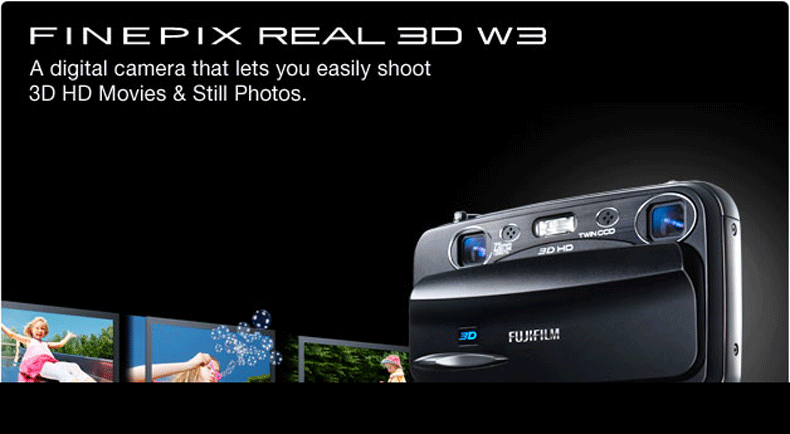 FINEPIX REAL 3D W3
A digital camera that lets you easily shoot
3D HD Movies & Still Photos.
TWIN CCD
3D HD
3D
FUJIFILM